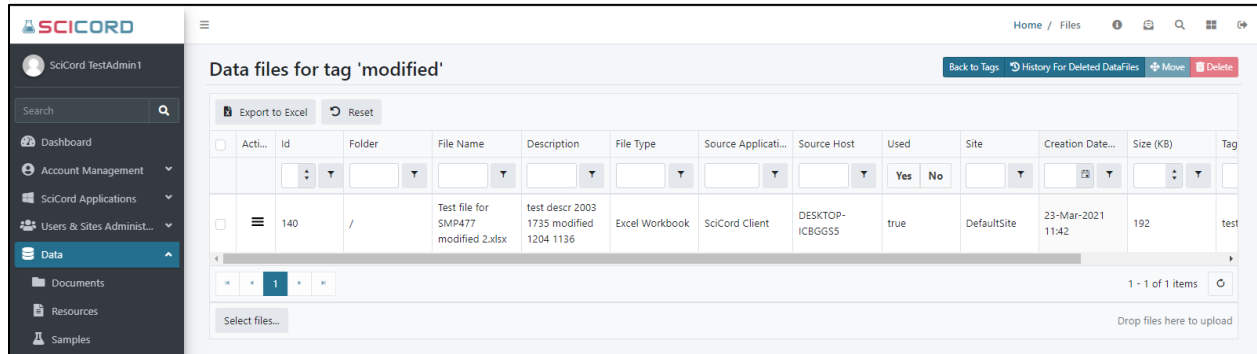 SCICORD
Home / Files
SciCord TestAdmin1
Data files for tag 'modified'
Back to Tags History For Deleted DataFiles Move Delete
Search
Export to Excel Reset
Dashboard
Account Management
SciCord Applications
Users & Sites Administ...
Data
Documents
Resources
Samples
Acti... Id Folder File Name Description File Type Source Applicati... Source Host Used Site Creation Date... Size (KB) Tag
Yes No
140 / Test file for SMP477 modified 2.xlsx test descr 2003 1735 modified 1204 1136 Excel Workbook SciCord Client DESKTOP-ICBGGS5 true DefaultSite 23-Mar-2021 11:42 192 test
1
1 - 1 of 1 items
Select files...
Drop files here to upload